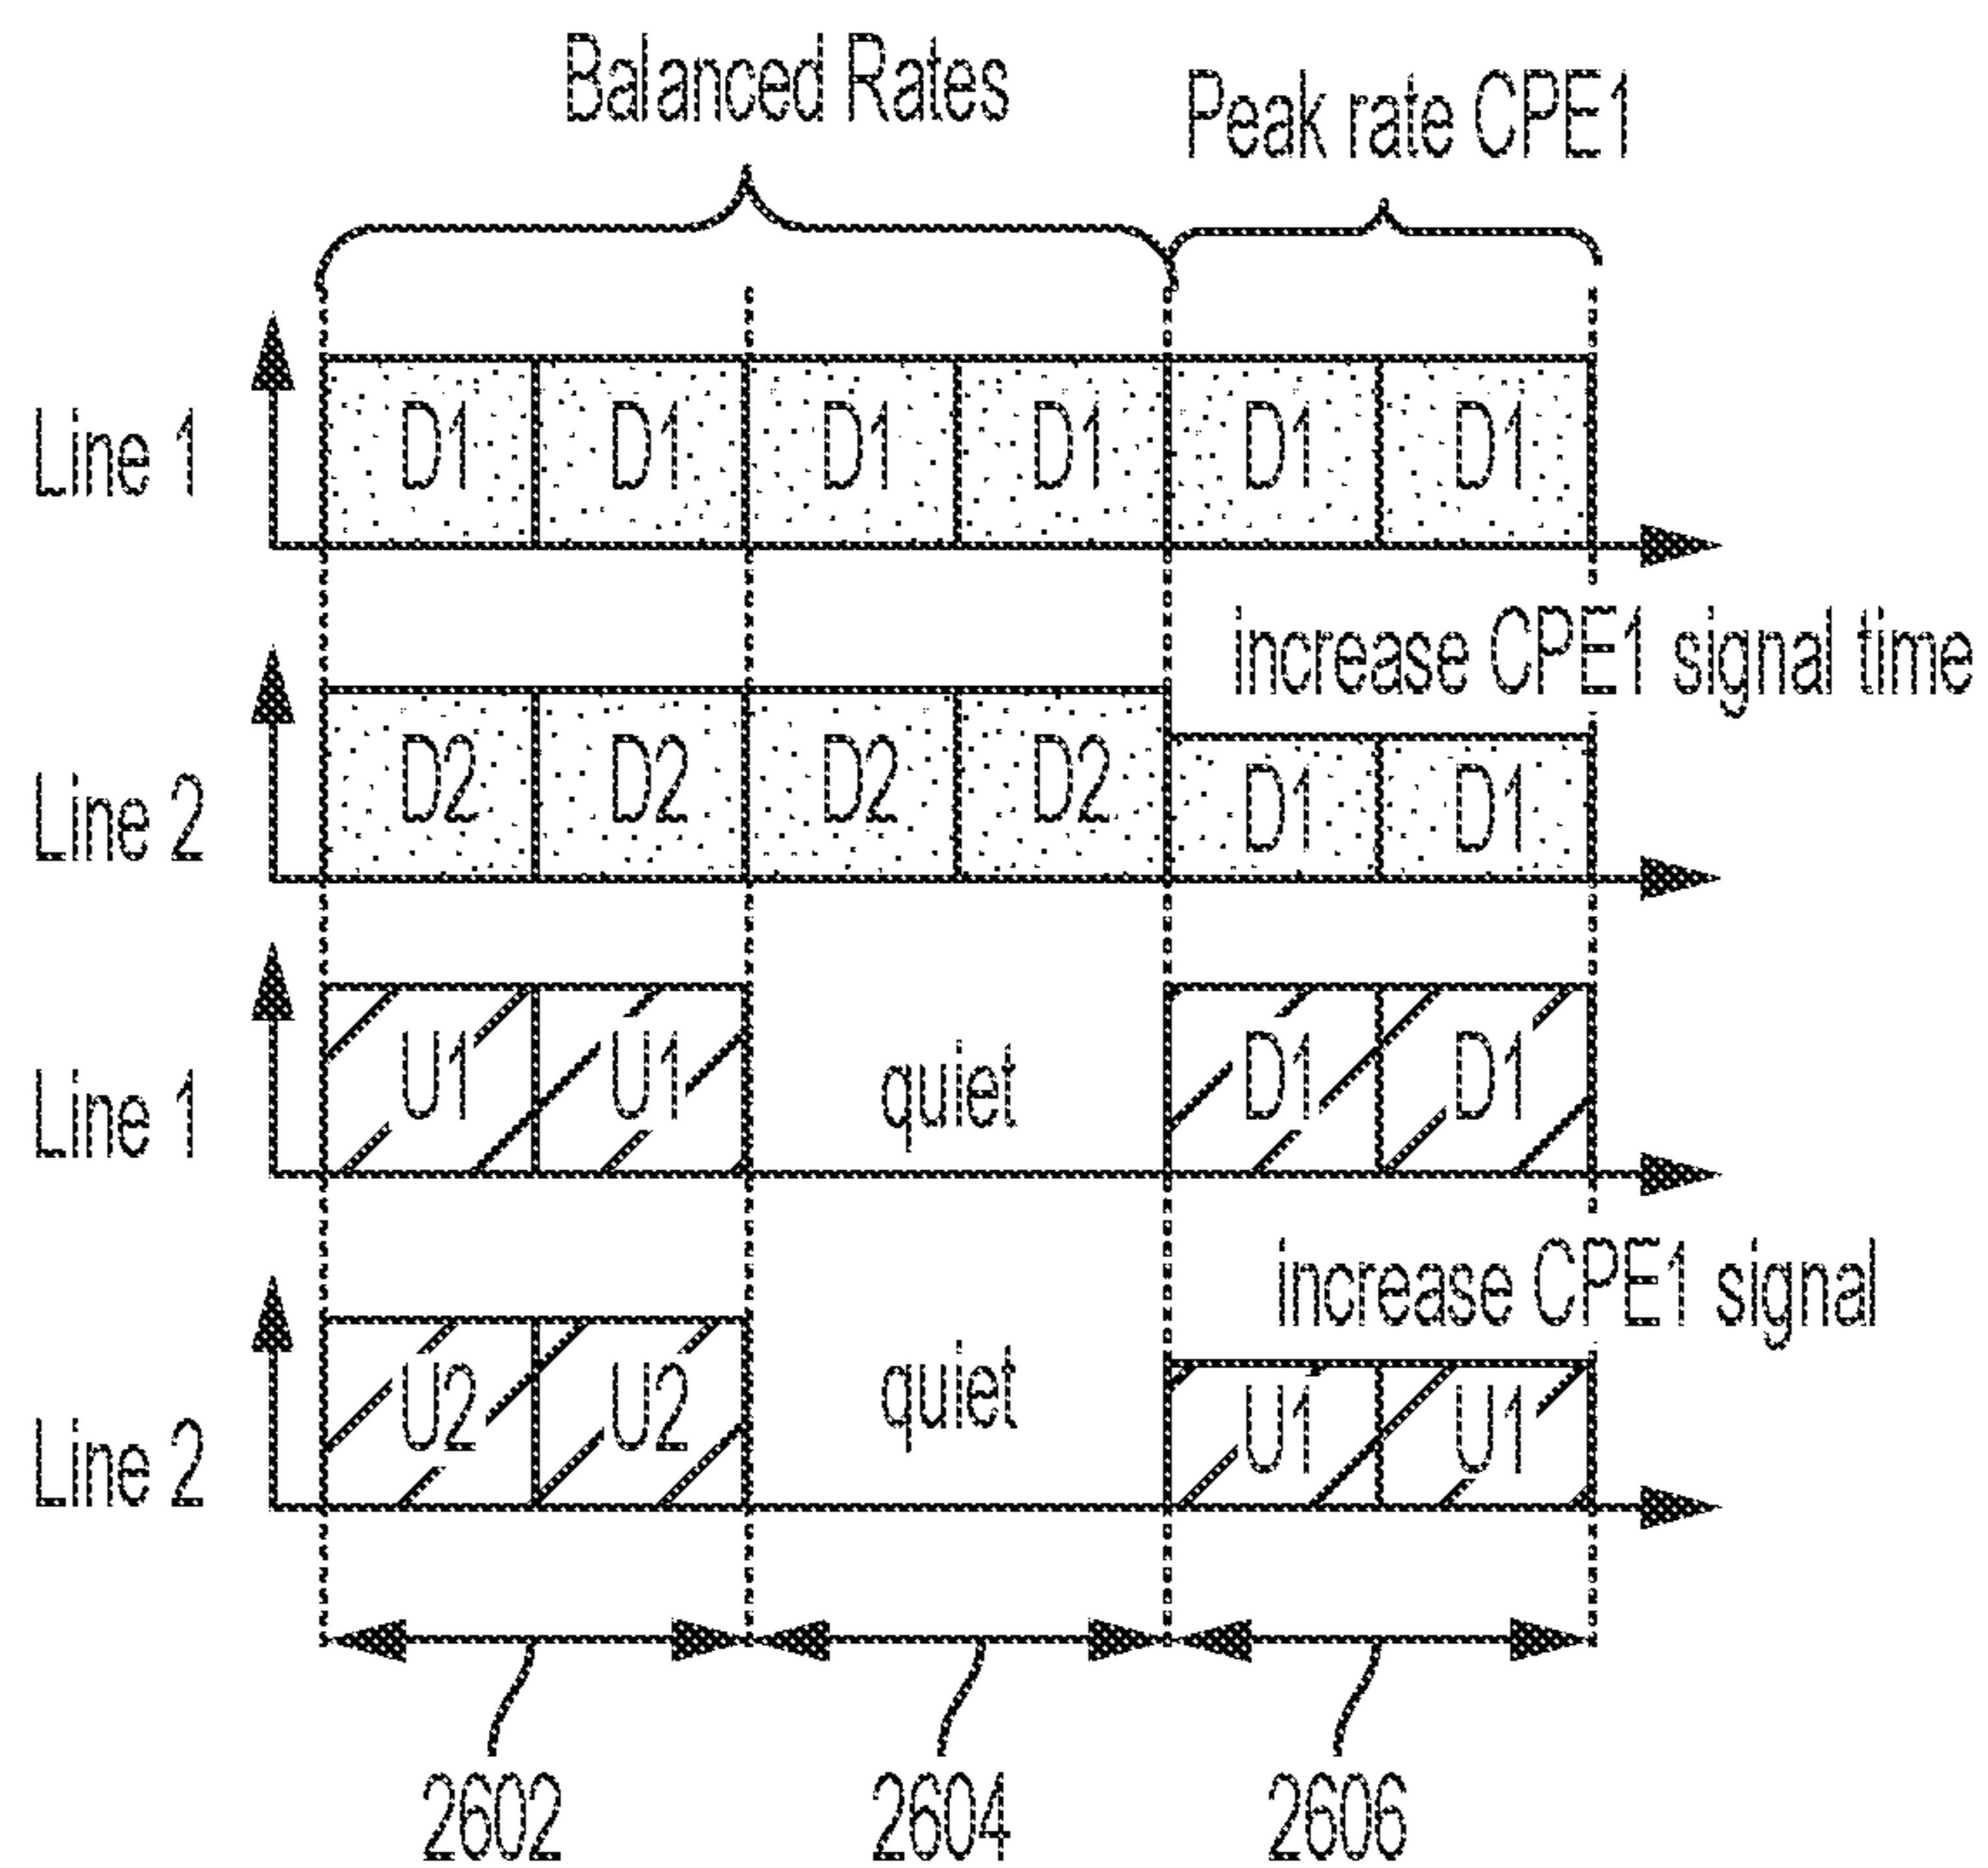 Balanced Rates
Peak rate CPE1
Line 1 D1 D1 D1 D1 D1 D1
increase CPE1 signal time
Line 2 D2 D2 D2 D2 D1 D1
Line 1 U1 U1 quiet D1 D1
increase CPE1 signal
Line 2 U2 U2 quiet U1 U1
2602 2604 2606